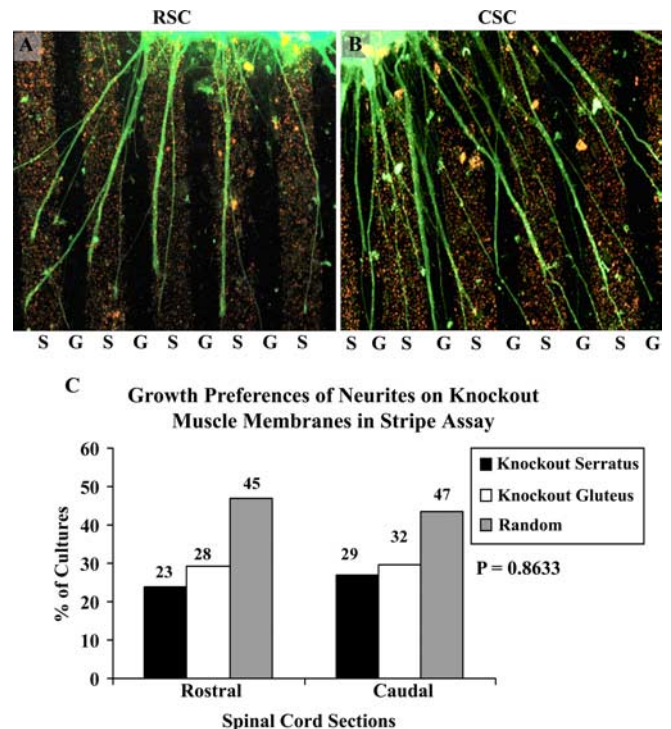 RSC
CSC
A
B
S G S G S G S G S
S G S G S G S G S G
C
Growth Preferences of Neurites on Knockout
Muscle Membranes in Stripe Assay
60
50
40
30
20
10
0
% of Cultures
23
28
45
29
32
47
Knockout Serratus
Knockout Gluteus
Random
P = 0.8633
Rostral
Caudal
Spinal Cord Sections